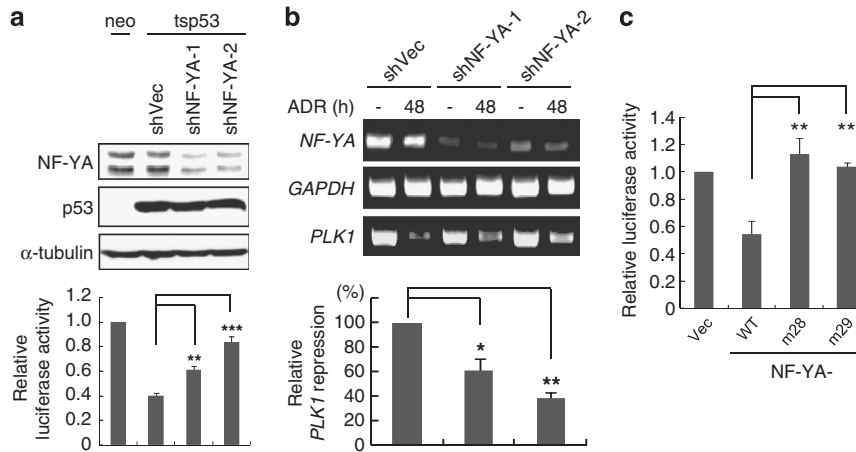 a
neo tsp53
shVec
shNF-YA-1
shNF-YA-2
NF-YA
p53
α-tubulin
Relative
luciferase activity
1.2
1.0
0.8
0.6
0.4
0.2
0
**
***
b
shVec
shNF-YA-1
shNF-YA-2
ADR (h) - 48 - 48 - 48
NF-YA
GAPDH
PLK1
(%)
Relative
PLK1 repression
100
80
60
40
20
0
*
**
c
Relative luciferase activity
1.4
1.2
1.0
0.8
0.6
0.4
0.2
0
** **
Vec WT m28 m29
NF-YA-